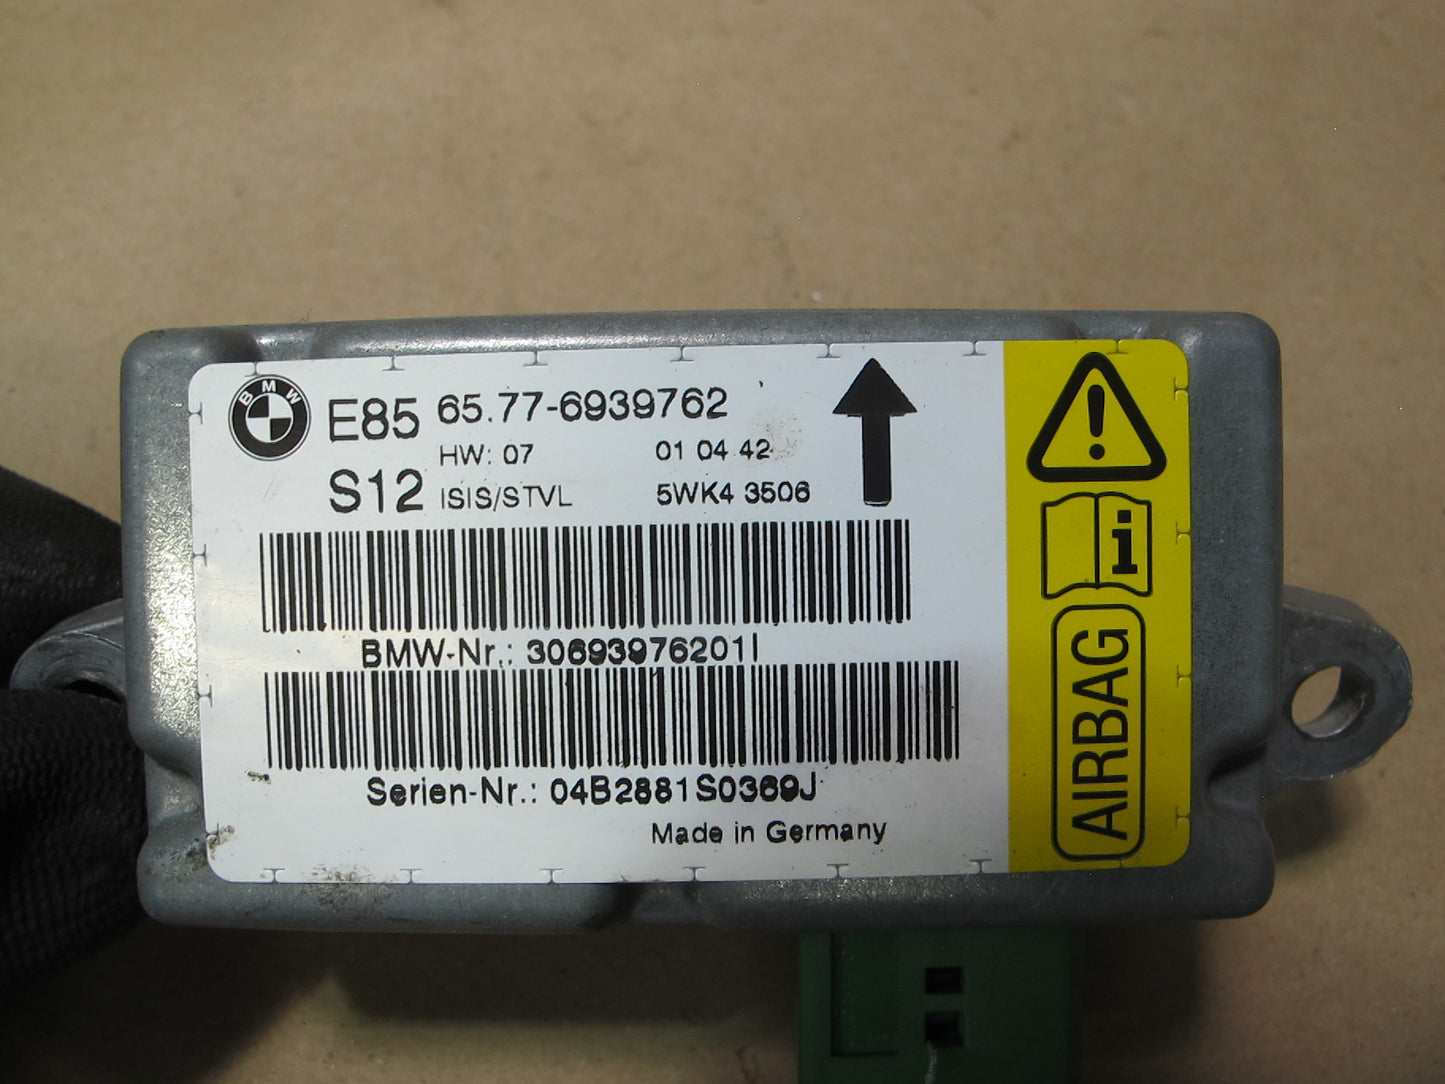 BMW
E85 65.77-6939762
HW: 07 01 04 42
S12 ISIS/STVL 5WK4 3506
BMW-Nr.: 30693976201I
Serien-Nr.: 04B2881S0369J
Made in Germany
!
i
AIRBAG